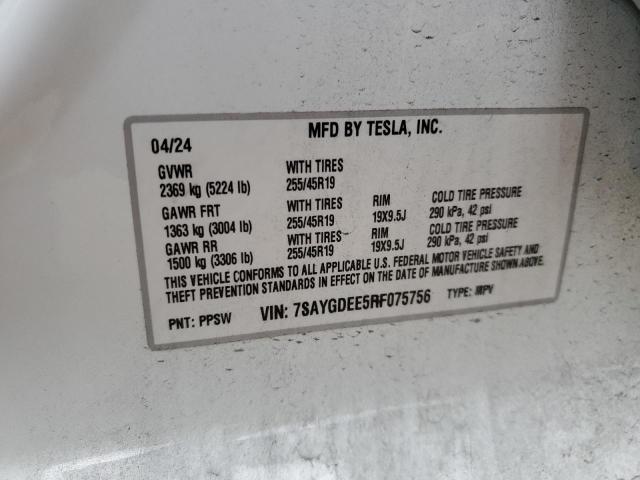 04/24 MFD BY TESLA, INC.
GVWR WITH TIRES
2369 kg (5224 lb) 255/45R19
GAWR FRT WITH TIRES RIM COLD TIRE PRESSURE
1363 kg (3004 lb) 255/45R19 19X9.5J 290 kPa, 42 psi
GAWR RR WITH TIRES RIM COLD TIRE PRESSURE
1500 kg (3306 lb) 255/45R19 19X9.5J 290 kPa, 42 psi
THIS VEHICLE CONFORMS TO ALL APPLICABLE U.S. FEDERAL MOTOR VEHICLE SAFETY AND
THEFT PREVENTION STANDARDS IN EFFECT ON THE DATE OF MANUFACTURE SHOWN ABOVE.
PNT: PPSW VIN: 7SAYGDEE5RF075756 TYPE: MPV